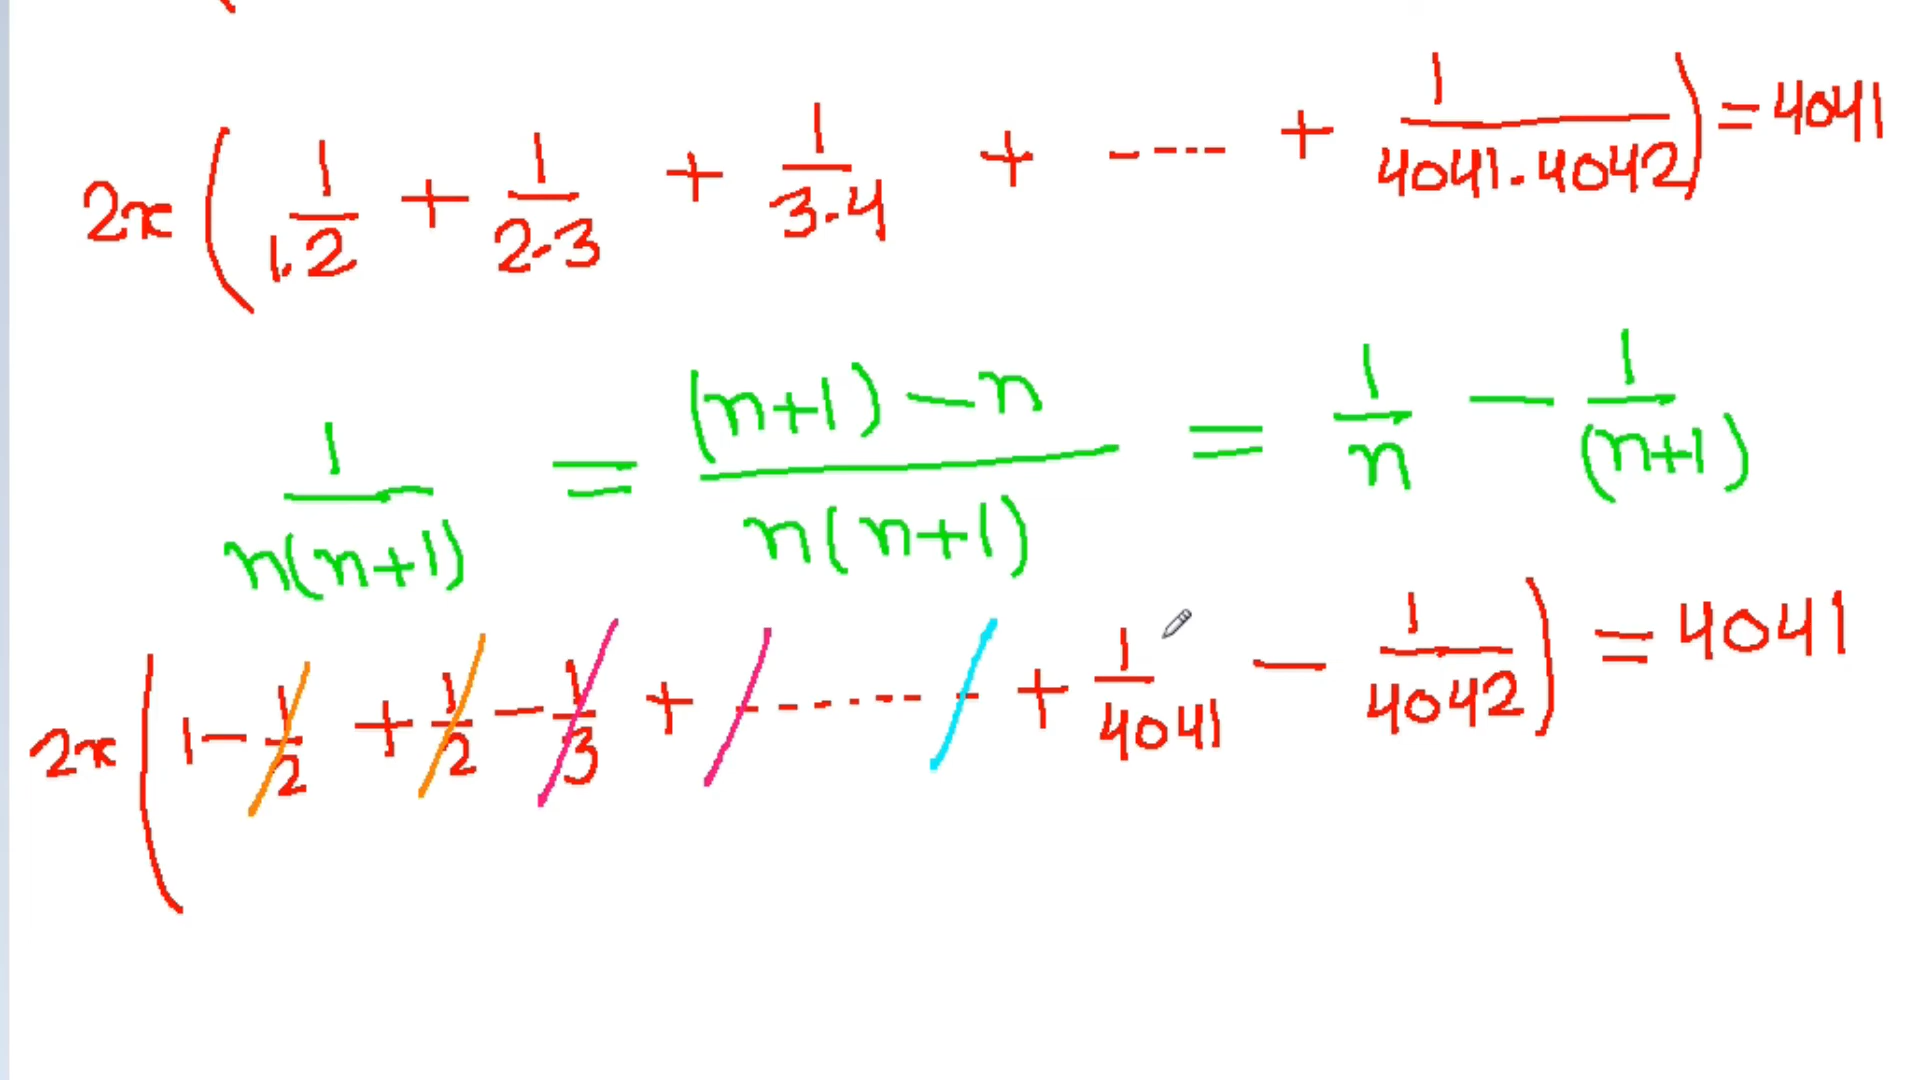 2x ( 1/1.2 + 1/2.3 + 1/3.4 + ----- + 1/4041.4042 ) = 4041
1/n(n+1) = (n+1) - n/n(n+1) = 1/n - 1/(n+1)
2x ( 1 - 1/2 + 1/2 - 1/3 + ------- + 1/4041 - 1/4042 ) = 4041